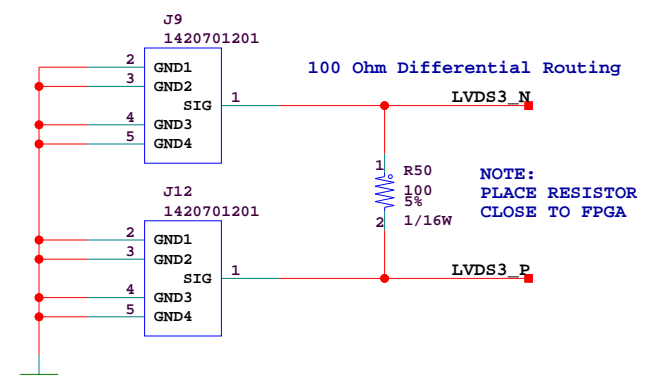 J9
1420701201
2 GND1
3 GND2
SIG 1
4 GND3
5 GND4
100 Ohm Differential Routing
LVDS3_N
1 R50
100
5%
2 1/16W
NOTE:
PLACE RESISTOR
CLOSE TO FPGA
J12
1420701201
2 GND1
3 GND2
SIG 1
4 GND3
5 GND4
LVDS3_P